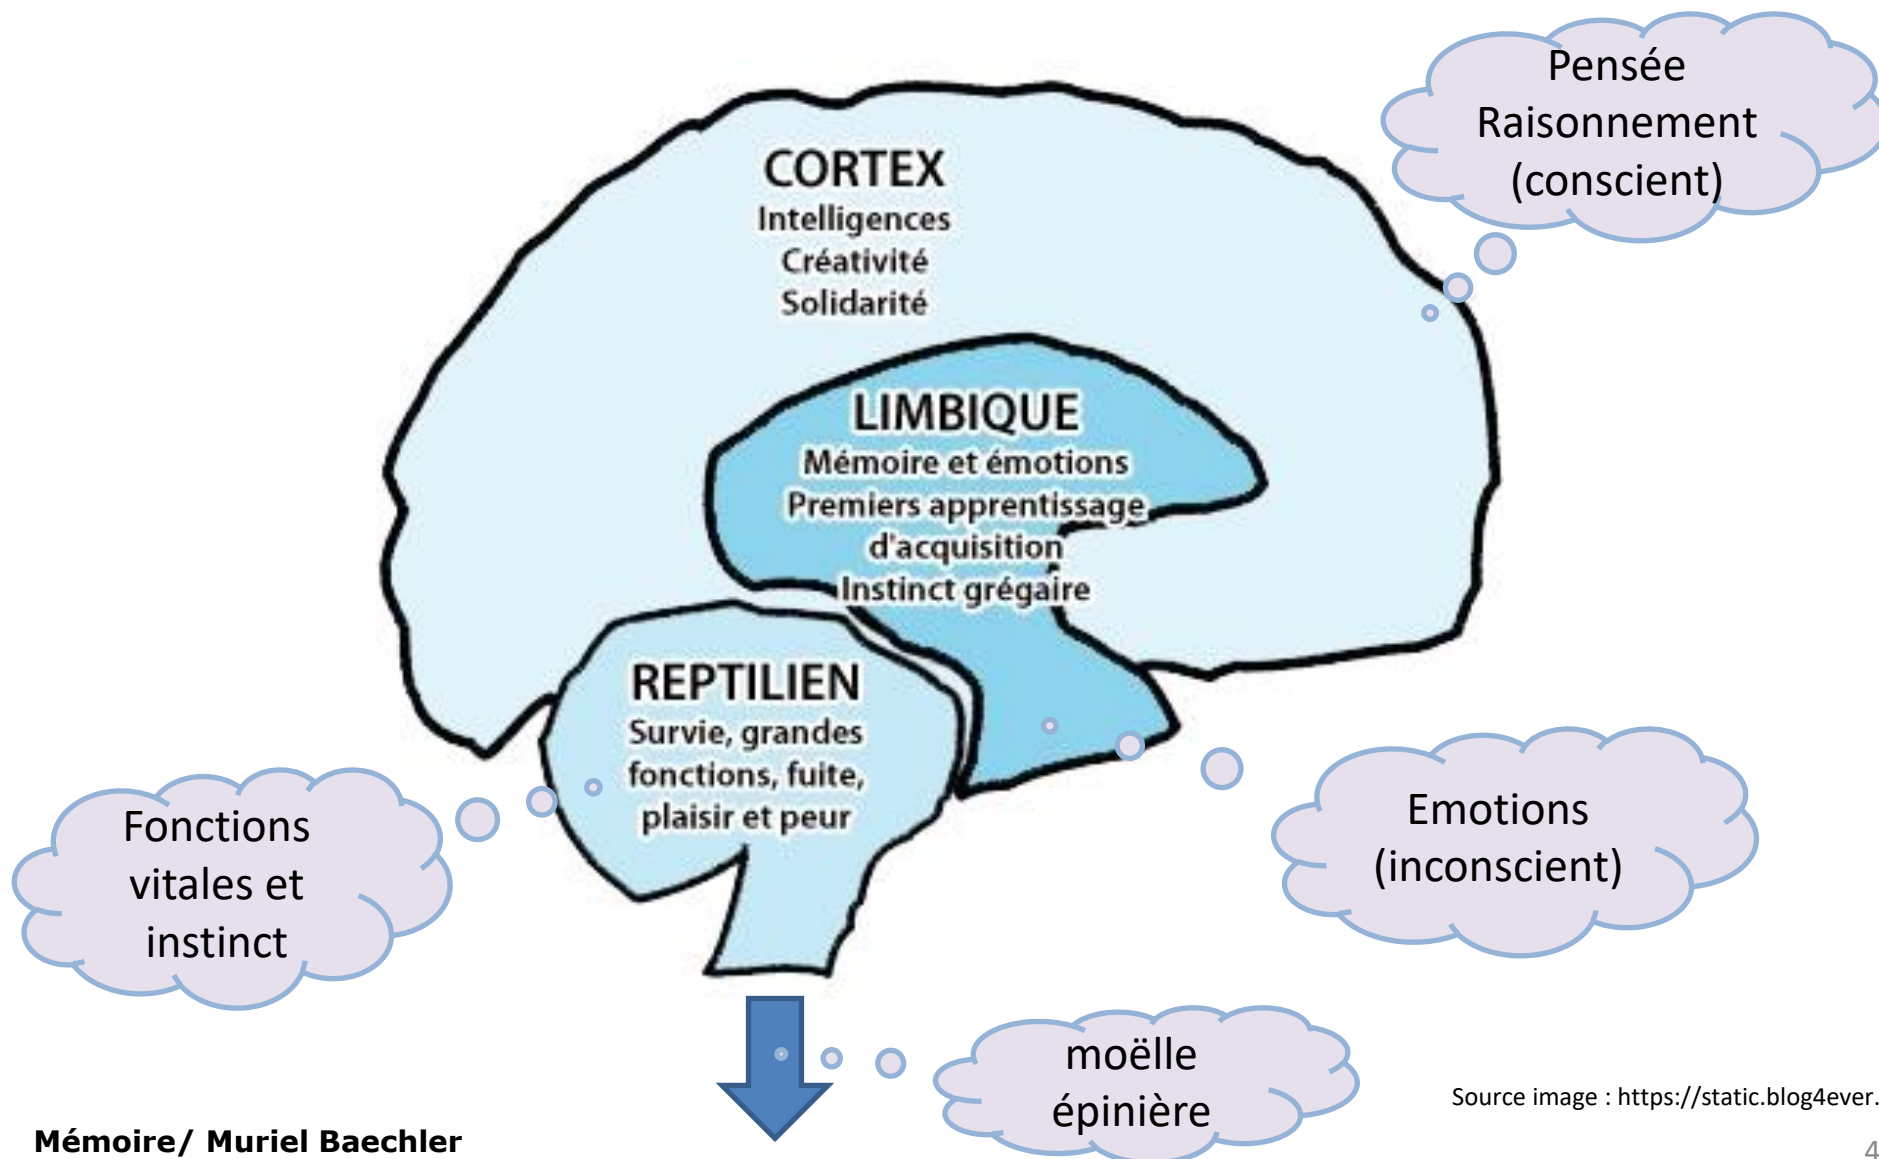 Pensée
Raisonnement
(conscient)
CORTEX
Intelligences
Créativité
Solidarité
LIMBIQUE
Mémoire et émotions
Premiers apprentissage
d'acquisition
Instinct grégaire
REPTILIEN
Survie, grandes
fonctions, fuite,
plaisir et peur
Fonctions
vitales et
instinct
Emotions
(inconscient)
moëlle
épinière
Source image : https://static.blog4ever.
Mémoire/ Muriel Baechler
4